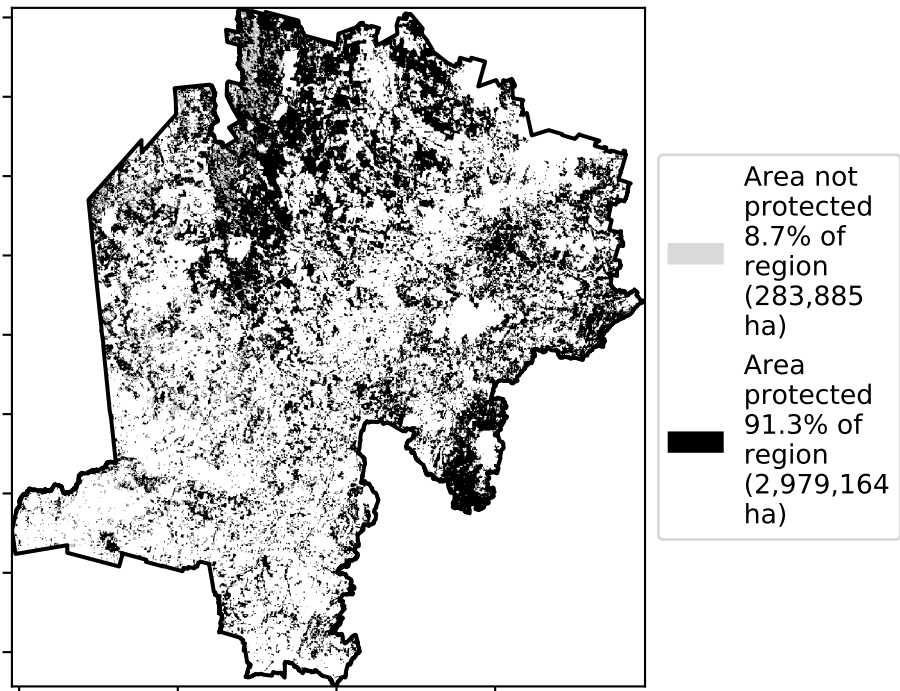 Area not
protected
8.7% of
region
(283,885
ha)
Area
protected
91.3% of
region
(2,979,164
ha)